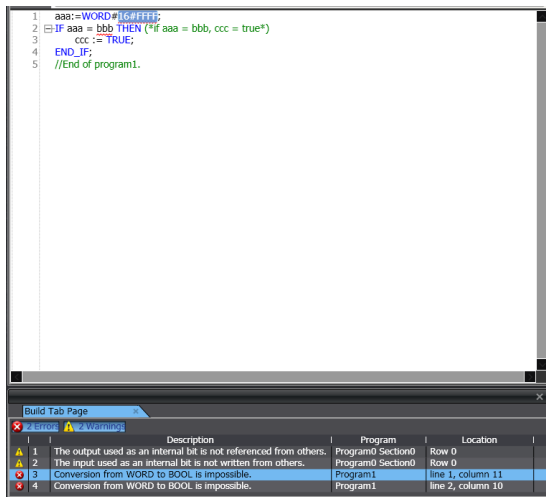 1 aaa:=WORD#16#FFFF;
2 IF aaa = bbb THEN (*if aaa = bbb, ccc = true*)
3 ccc := TRUE;
4 END_IF;
5 //End of program1.
Build Tab Page ×
2 Errors 2 Warnings
Description Program Location
1 The output used as an internal bit is not referenced from others. Program0 Section0 Row 0
2 The input used as an internal bit is not written from others. Program0 Section0 Row 0
3 Conversion from WORD to BOOL is impossible. Program1 line 1, column 11
4 Conversion from WORD to BOOL is impossible. Program1 line 2, column 10